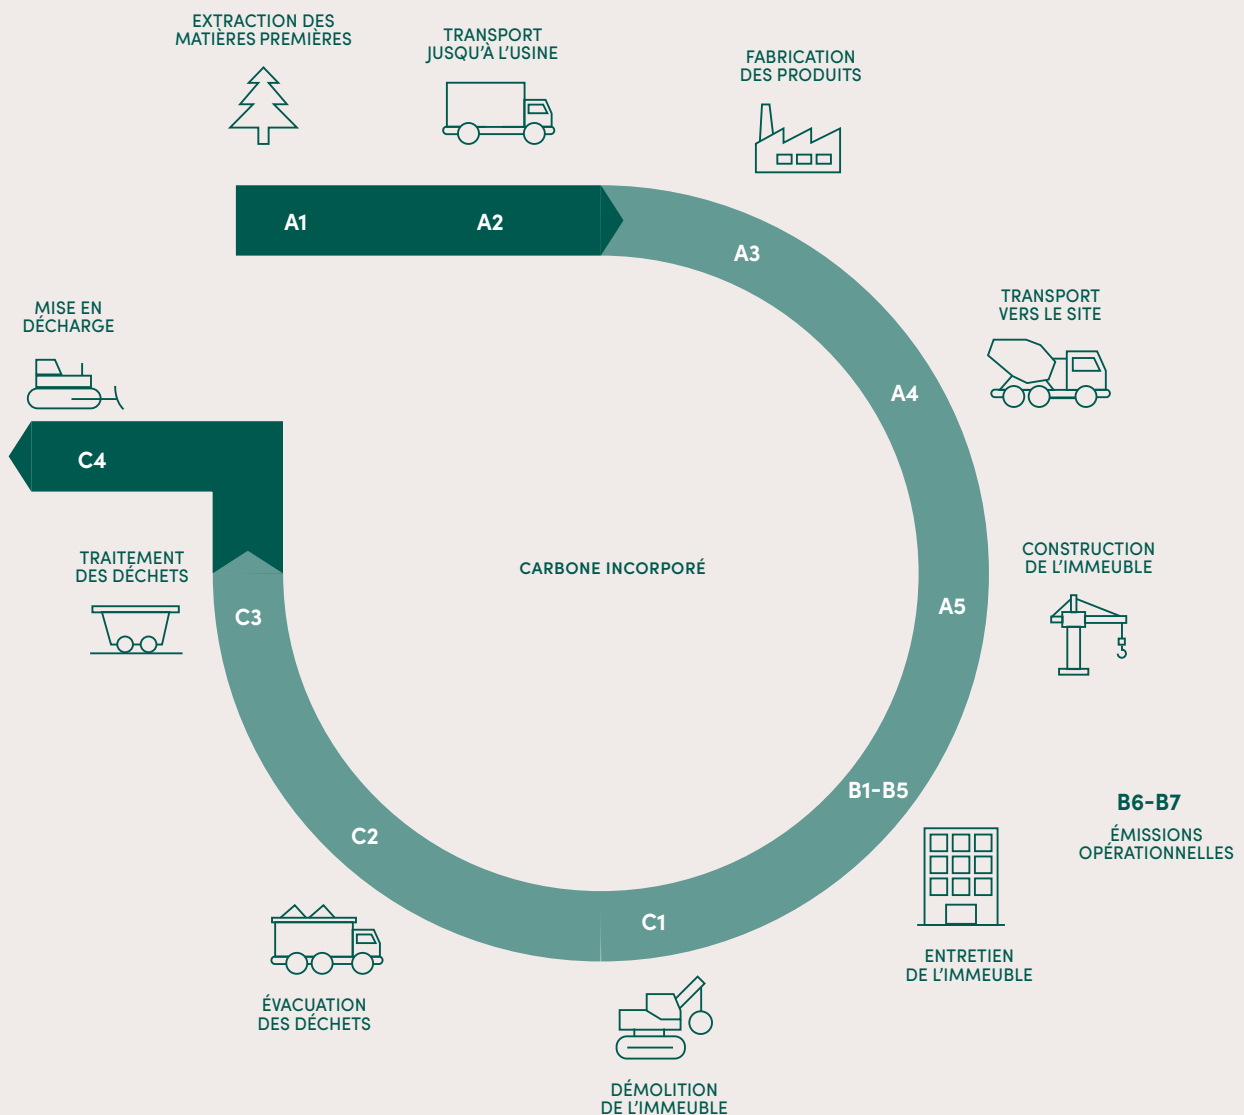 EXTRACTION DES
MATIÈRES PREMIÈRES
TRANSPORT
JUSQU'À L'USINE
FABRICATION
DES PRODUITS
A1
A2
A3
TRANSPORT
VERS LE SITE
A4
MISE EN
DÉCHARGE
C4
TRAITEMENT
DES DÉCHETS
C3
CARBONE INCORPORÉ
CONSTRUCTION
DE L'IMMEUBLE
A5
B1-B5
B6-B7
ÉMISSIONS
OPÉRATIONNELLES
ENTRETIEN
DE L'IMMEUBLE
C2
C1
ÉVACUATION
DES DÉCHETS
DÉMOLITION
DE L'IMMEUBLE